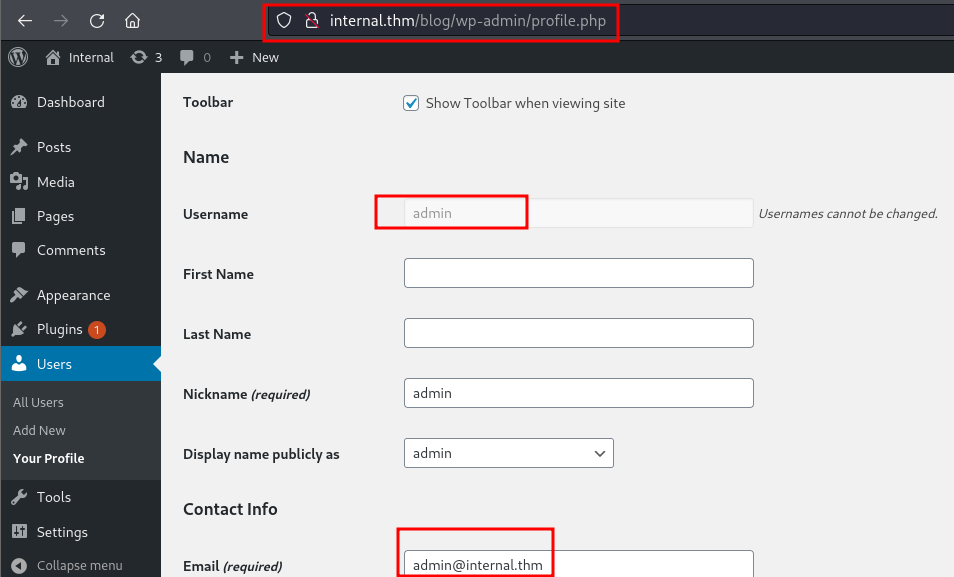 internal.thm/blog/wp-admin/profile.php
Internal 3 0 New
Dashboard
Posts
Media
Pages
Comments
Appearance
Plugins 1
Users
All Users
Add New
Your Profile
Tools
Settings
Collapse menu
Toolbar Show Toolbar when viewing site
Name
Username admin Usernames cannot be changed.
First Name
Last Name
Nickname (required) admin
Display name publicly as admin
Contact Info
Email (required) admin@internal.thm